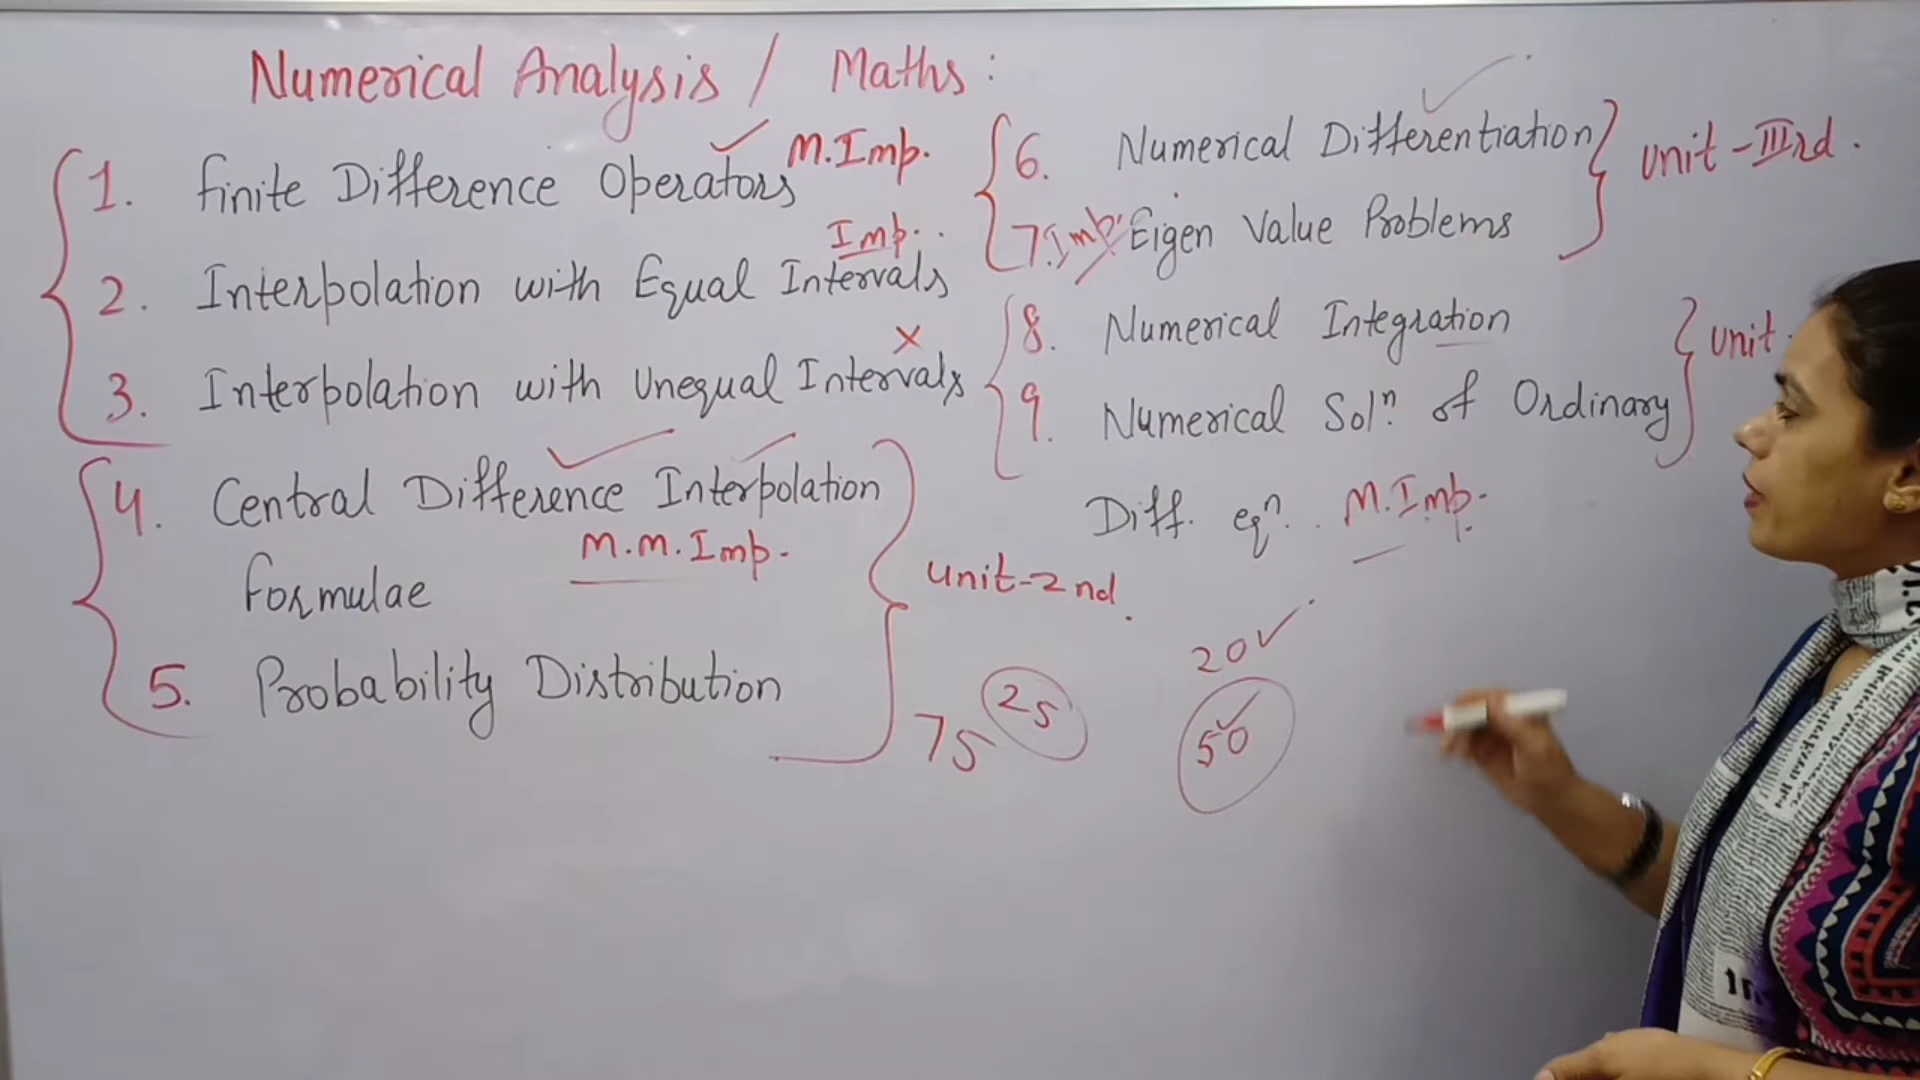 Numerical Analysis / Maths :
1. finite Difference Operators M.Imp.
2. Interpolation with Equal Intervals Imp.
3. Interpolation with Unequal Intervals
4. Central Difference Interpolation
formulae M.M.Imp.
5. Probability Distribution
unit-2nd.
75 25
6. Numerical Differentiation
7. Imp. Eigen Value Problems
unit-IIIrd.
8. Numerical Integration
9. Numerical Solⁿ. of Ordinary
Diff. eqⁿ. M.Imp.
unit-
20
50